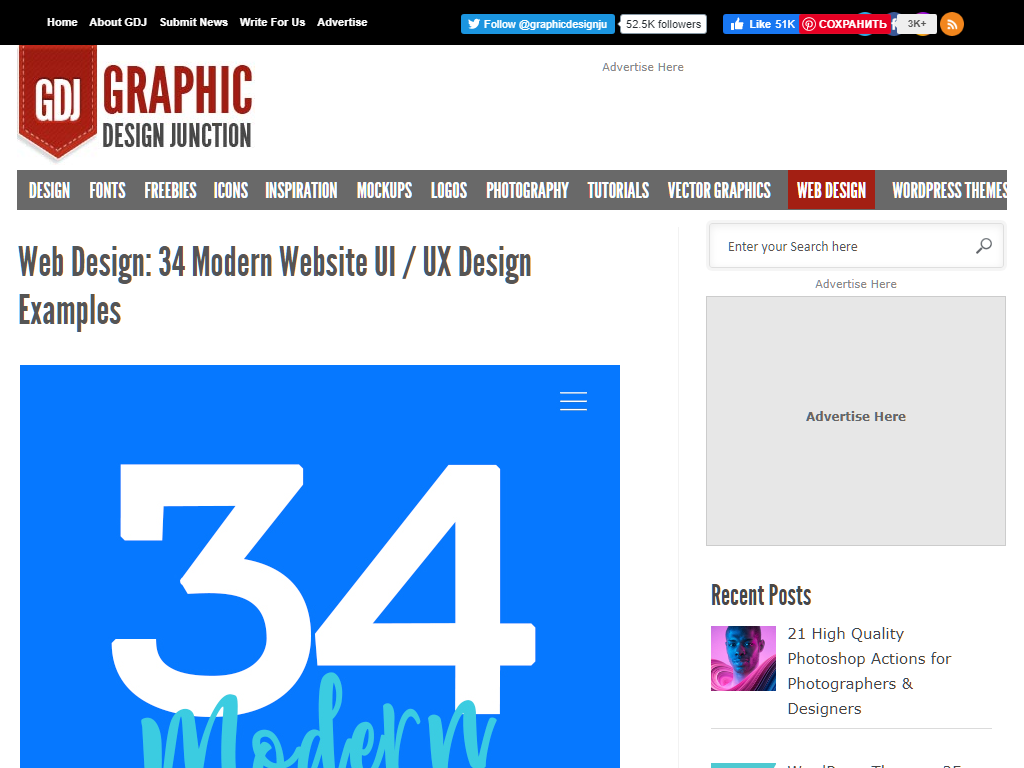 Home About GDJ Submit News Write For Us Advertise
Follow @graphicdesignju 52.5K followers Like 51K СОХРАНИТЬ 3K+
GDJ GRAPHIC
DESIGN JUNCTION
Advertise Here
DESIGN FONTS FREEBIES ICONS INSPIRATION MOCKUPS LOGOS PHOTOGRAPHY TUTORIALS VECTOR GRAPHICS WEB DESIGN WORDPRESS THEMES
Web Design: 34 Modern Website UI / UX Design
Examples
34
Modern
Enter your Search here
Advertise Here
Advertise Here
Recent Posts
21 High Quality
Photoshop Actions for
Photographers &
Designers